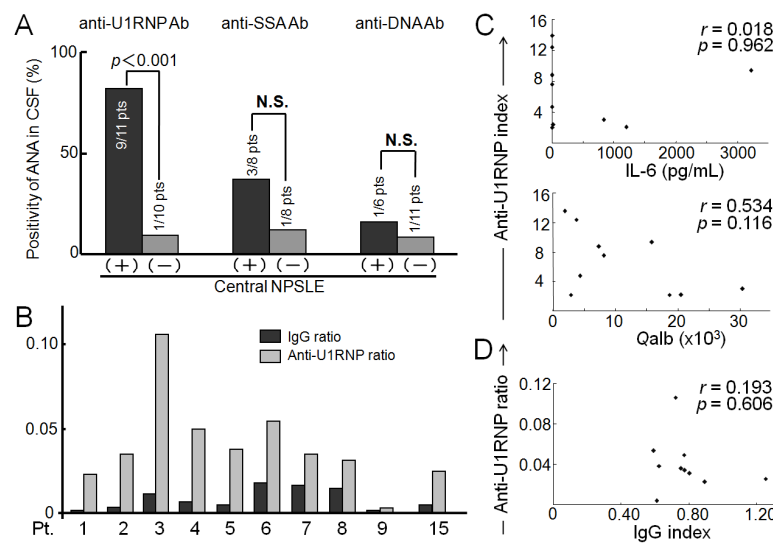 A
anti-U1RNP Ab
anti-SSA Ab
anti-DNA Ab
Positivity of ANA in CSF (%)
100
50
0
p<0.001
N.S.
N.S.
9/11 pts
1/10 pts
3/8 pts
1/8 pts
1/6 pts
1/11 pts
(+) (−) (+) (−) (+) (−)
Central NPSLE
B
IgG ratio
Anti-U1RNP ratio
0.10
0.05
0
Pt. 1 2 3 4 5 6 7 8 9 15
C
Anti-U1RNP index
16
12
8
4
r = 0.018
p = 0.962
0 1000 2000 3000
IL-6 (pg/mL)
16
12
8
4
r = 0.534
p = 0.116
0 10 20 30
Qalb (x10³)
D
Anti-U1RNP ratio
0.12
0.08
0.04
r = 0.193
p = 0.606
0 0.40 0.80 1.20
IgG index